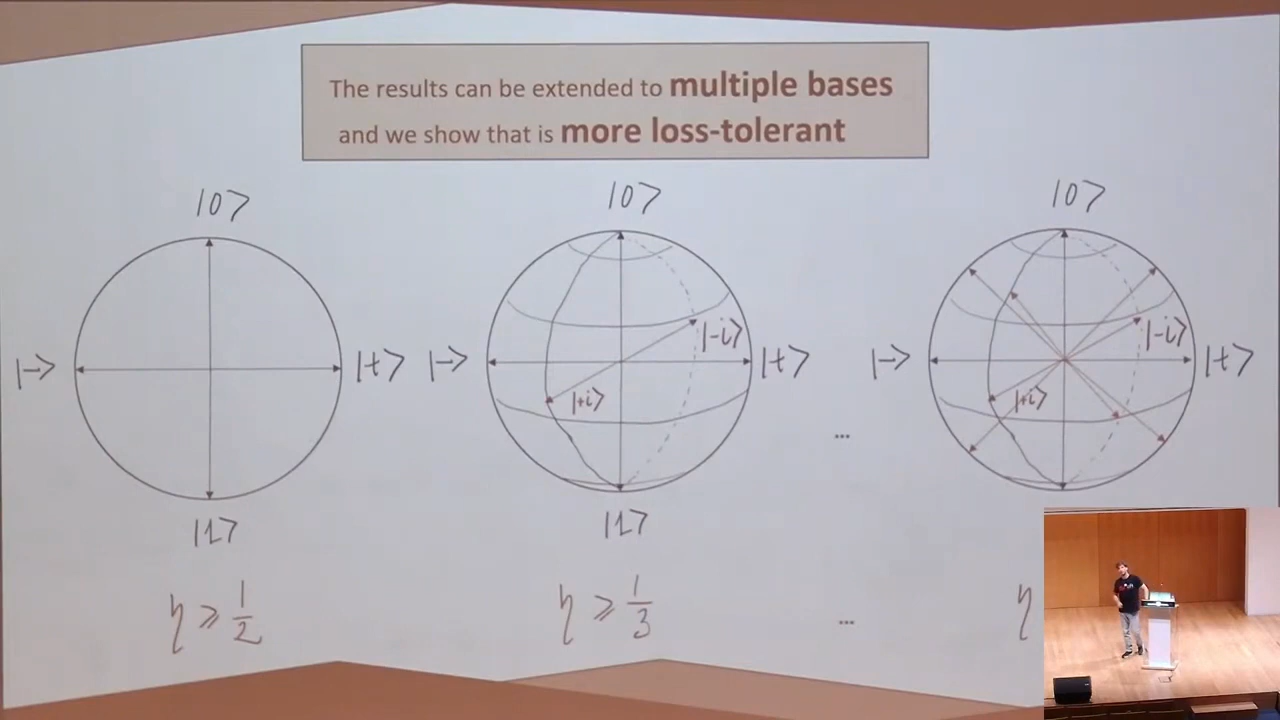 The results can be extended to multiple bases
and we show that is more loss-tolerant
|0⟩
|0⟩
|0⟩
|-⟩
|+⟩
|-⟩
|-i⟩
|+⟩
|+i⟩
|-⟩
|-i⟩
|+⟩
|+i⟩
...
|1⟩
|1⟩
η ⩾ 1/2
η ⩾ 1/3
...
η